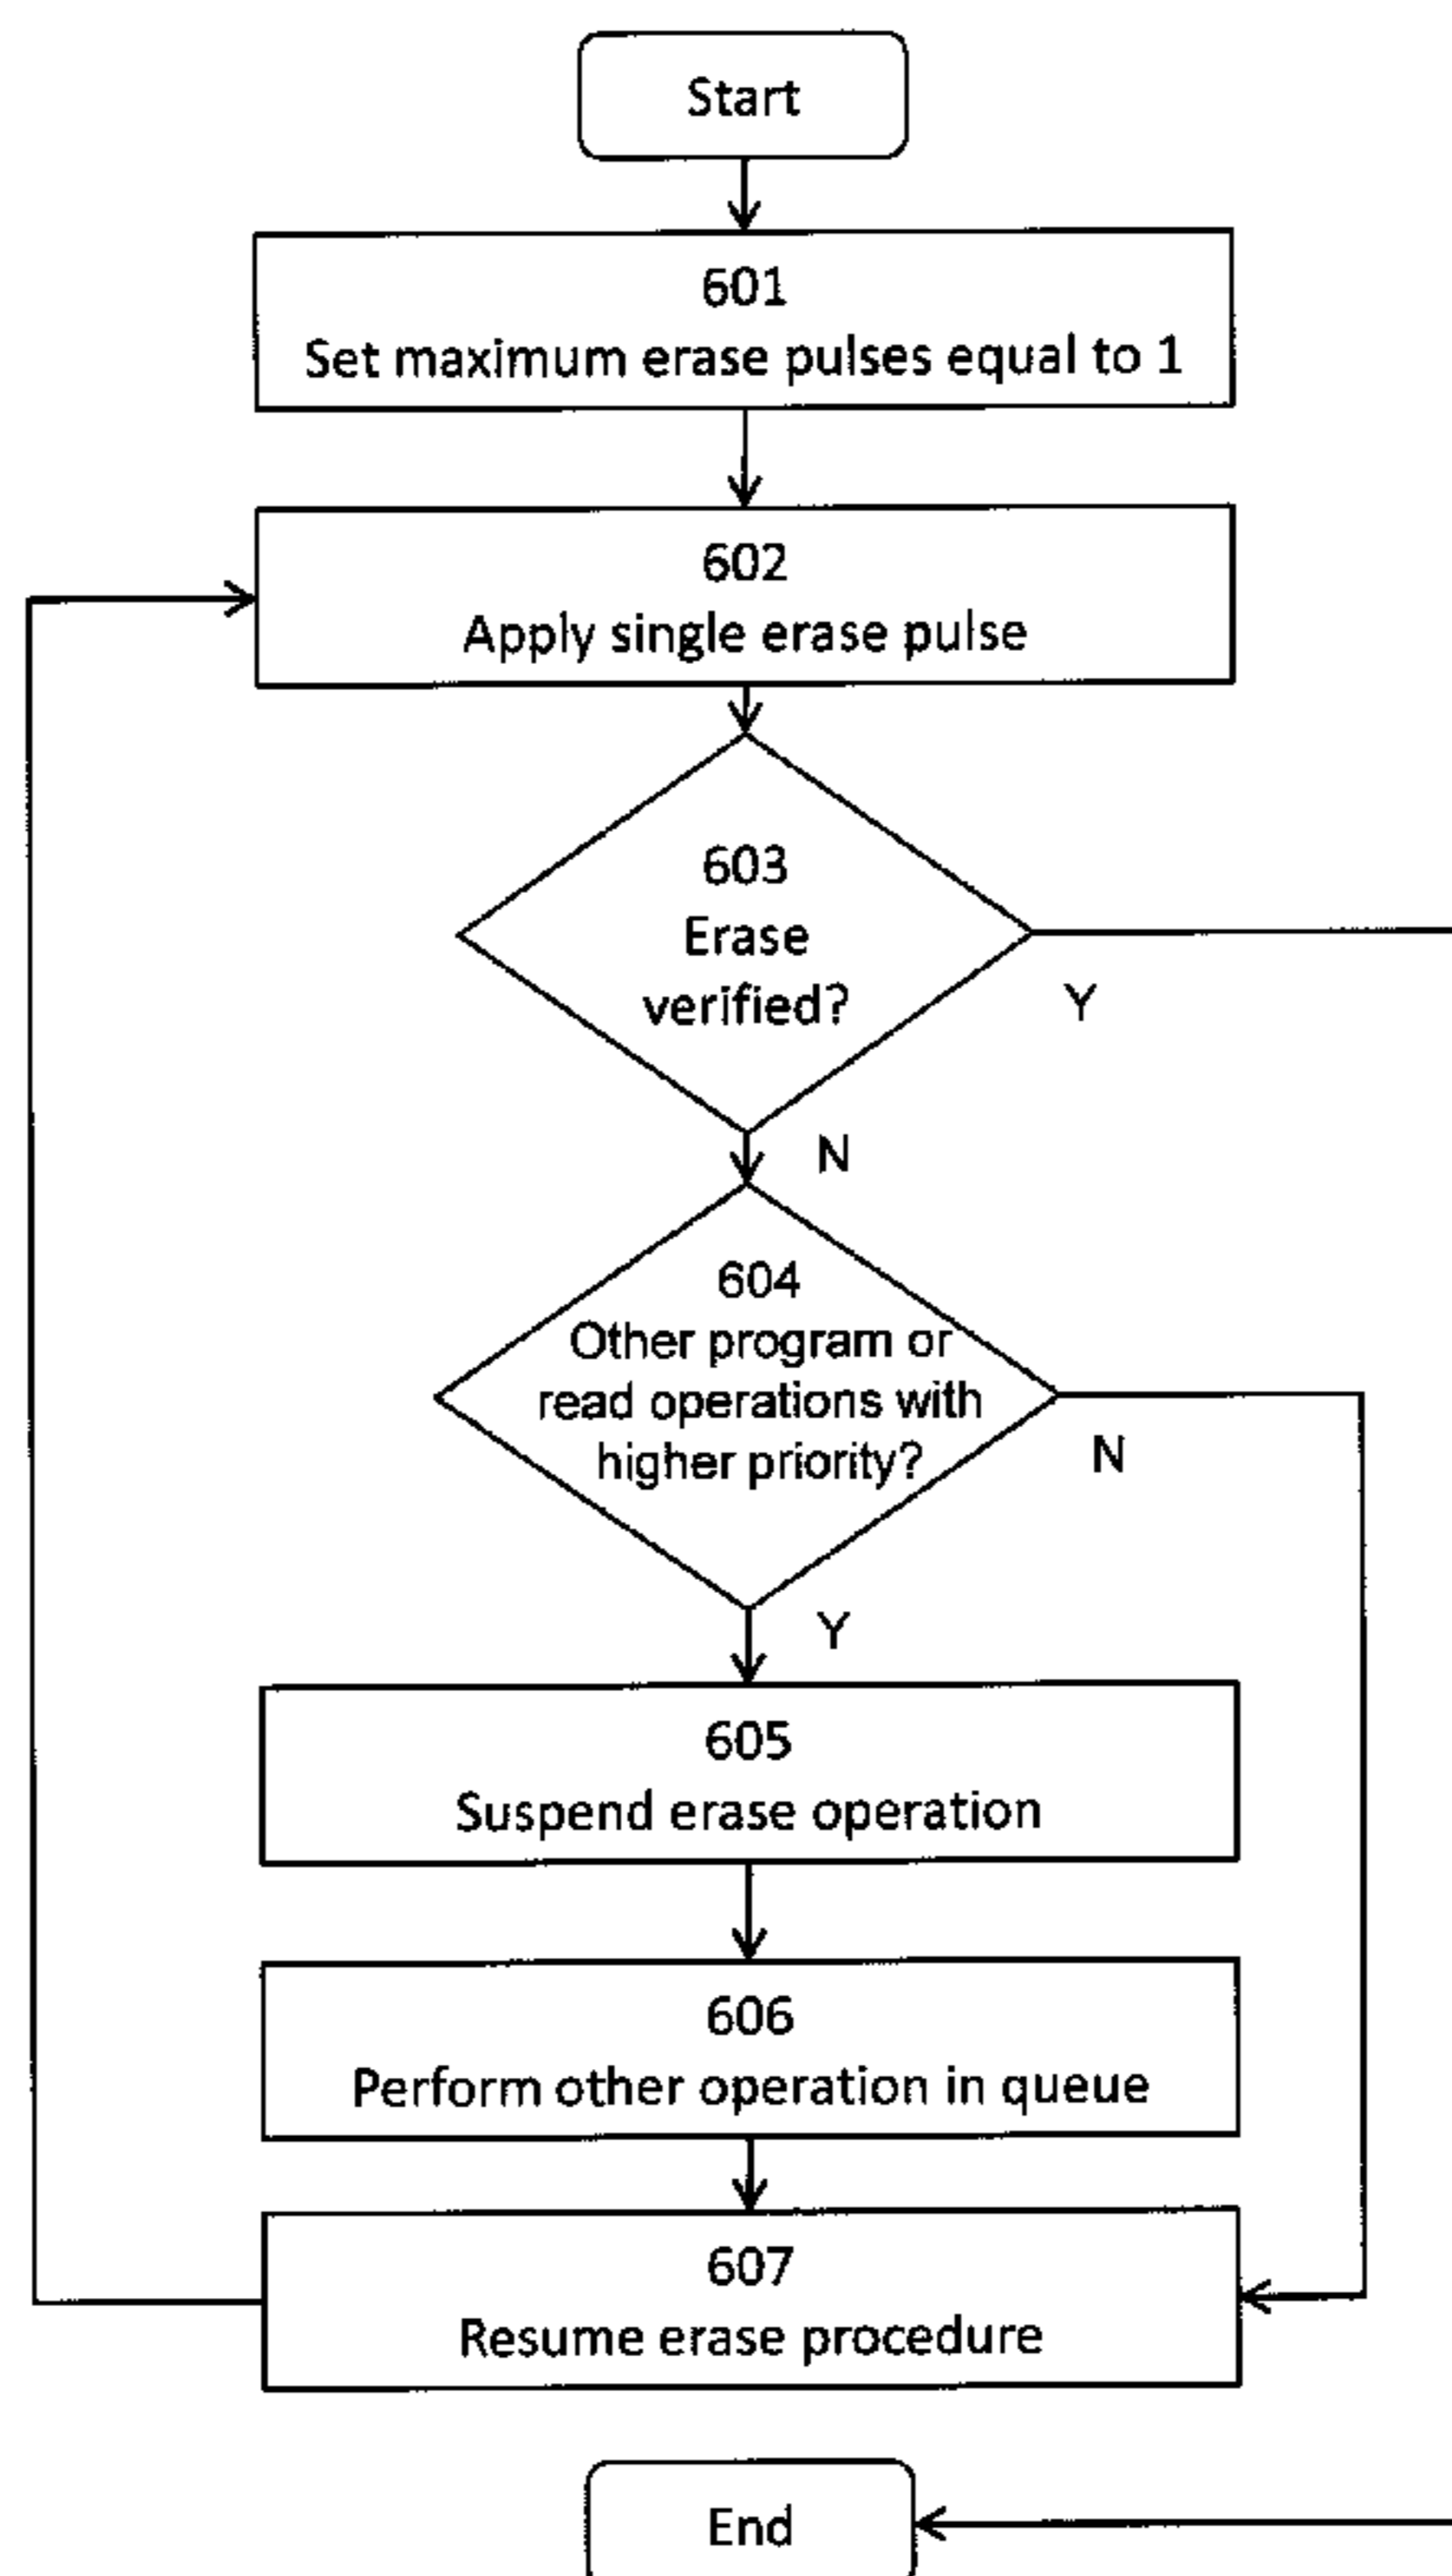 Start
601
Set maximum erase pulses equal to 1
602
Apply single erase pulse
603
Erase
verified?
Y
N
604
Other program or
read operations with
higher priority?
N
Y
605
Suspend erase operation
606
Perform other operation in queue
607
Resume erase procedure
End